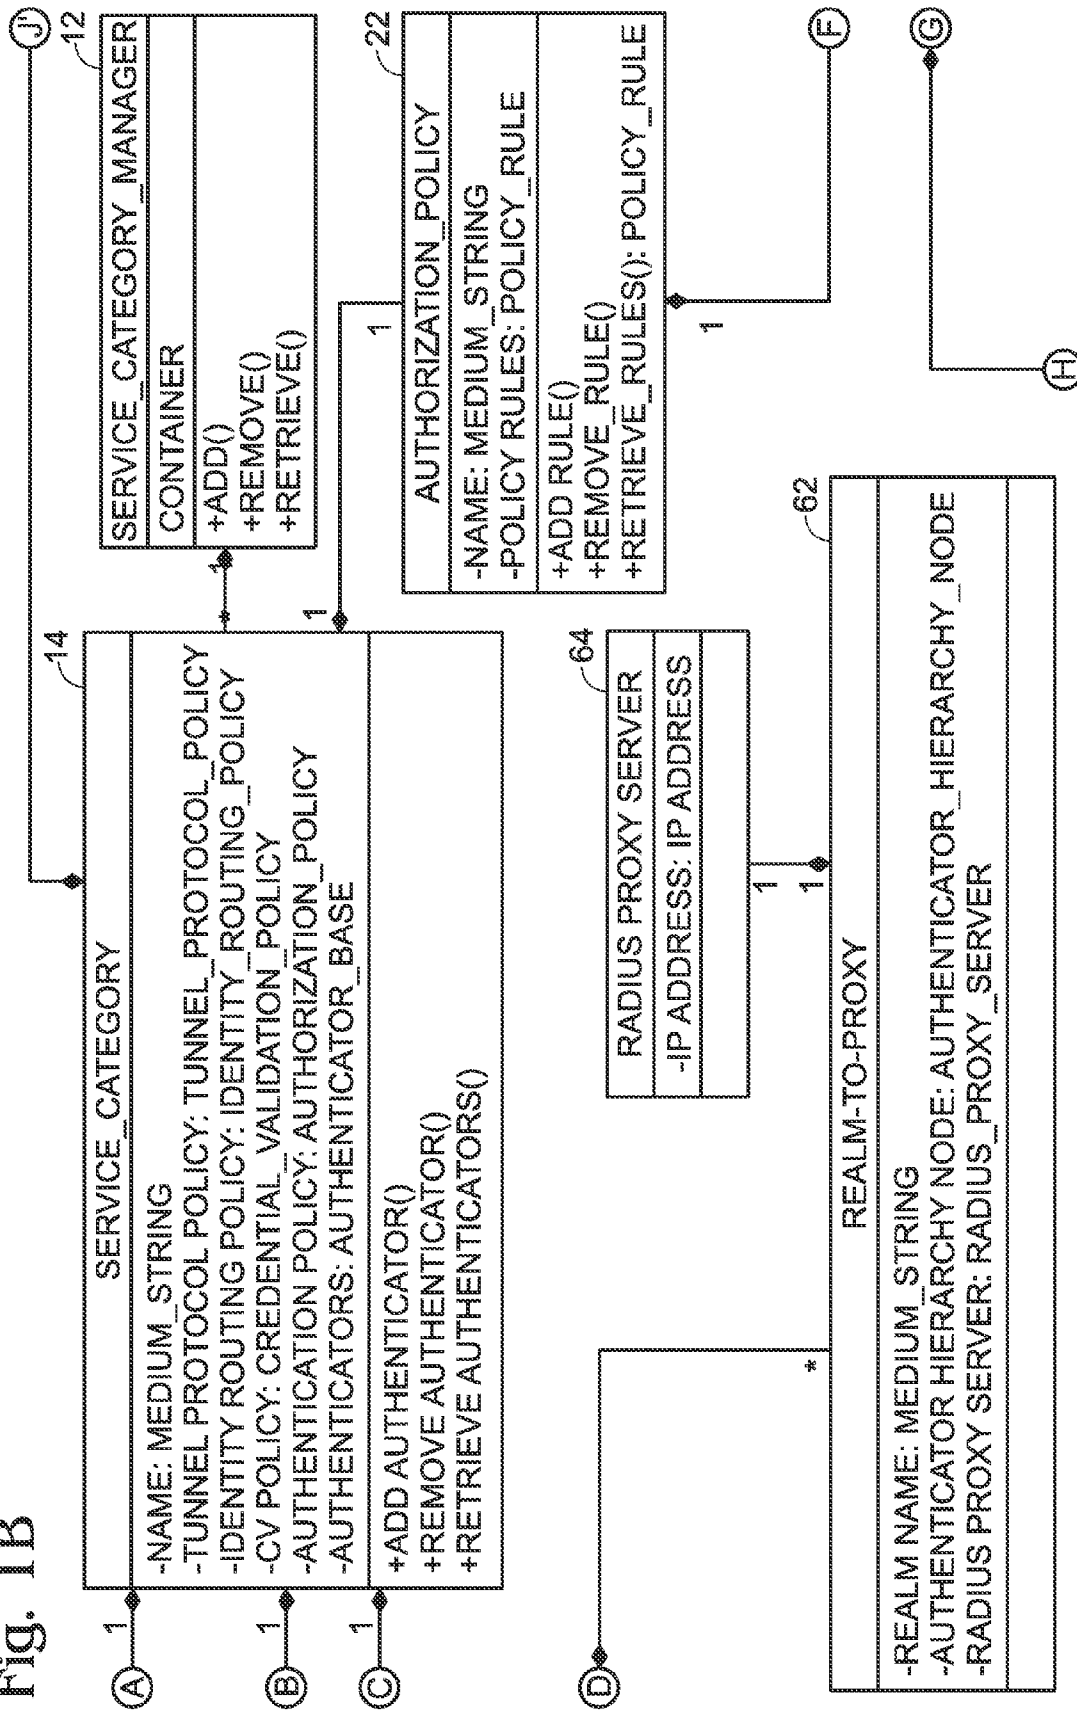 Fig. 1B
A
1
B
1
C
1
D
SERVICE_CATEGORY
14
-NAME: MEDIUM_STRING
-TUNNEL PROTOCOL POLICY: TUNNEL_PROTOCOL_POLICY
-IDENTITY ROUTING POLICY: IDENTITY_ROUTING_POLICY
-CV POLICY: CREDENTIAL_VALIDATION_POLICY
-AUTHENTICATION POLICY: AUTHORIZATION_POLICY
-AUTHENTICATORS: AUTHENTICATOR_BASE
+ADD AUTHENTICATOR()
+REMOVE AUTHENTICATOR()
+RETRIEVE AUTHENTICATORS()
*
1
1
J'
SERVICE_CATEGORY_MANAGER
12
CONTAINER
+ADD()
+REMOVE()
+RETRIEVE()
AUTHORIZATION_POLICY
22
1
-NAME: MEDIUM_STRING
-POLICY RULES: POLICY_RULE
+ADD RULE()
+REMOVE_RULE()
+RETRIEVE_RULES(): POLICY_RULE
1
F
G
H
RADIUS PROXY SERVER
64
-IP ADDRESS: IP ADDRESS
1
1
*
REALM-TO-PROXY
62
-REALM NAME: MEDIUM_STRING
-AUTHENTICATOR HIERARCHY NODE: AUTHENTICATOR_HIERARCHY_NODE
-RADIUS PROXY SERVER: RADIUS_PROXY_SERVER